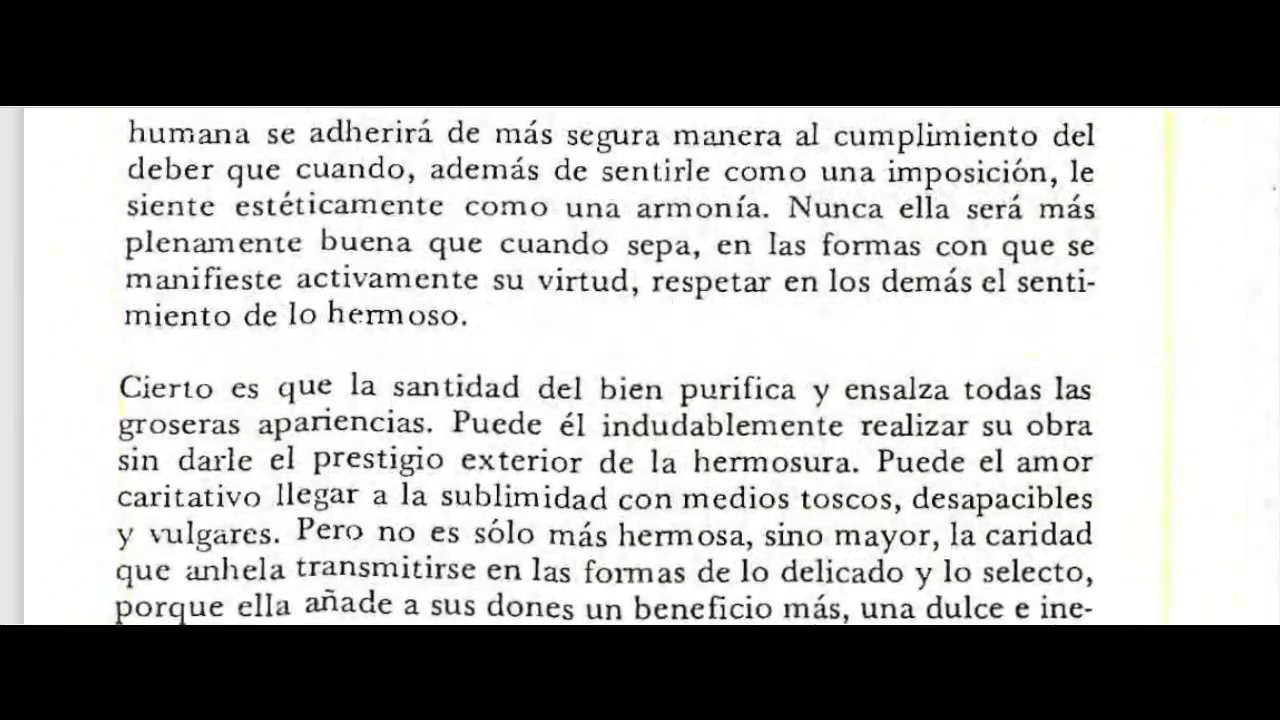 humana se adherirá de más segura manera al cumplimiento del
deber que cuando, además de sentirle como una imposición, le
siente estéticamente como una armonía. Nunca ella será más
plenamente buena que cuando sepa, en las formas con que se
manifieste activamente su virtud, respetar en los demás el senti-
miento de lo hermoso.
Cierto es que la santidad del bien purifica y ensalza todas las
groseras apariencias. Puede él indudablemente realizar su obra
sin darle el prestigio exterior de la hermosura. Puede el amor
caritativo llegar a la sublimidad con medios toscos, desapacibles
y vulgares. Pero no es sólo más hermosa, sino mayor, la caridad
que anhela transmitirse en las formas de lo delicado y lo selecto,
porque ella añade a sus dones un beneficio más, una dulce e ine-